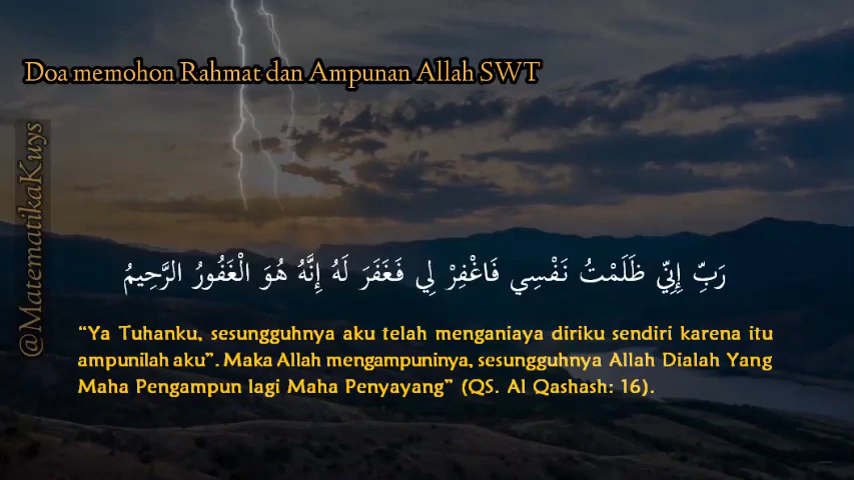 Doa memohon Rahmat dan Ampunan Allah SWT
@MatematikaKuys
رَبِّ إِنِّي ظَلَمْتُ نَفْسِي فَاغْفِرْ لِي فَغَفَرَ لَهُ إِنَّهُ هُوَ الْغَفُورُ الرَّحِيمُ
“Ya Tuhanku, sesungguhnya aku telah menganiaya diriku sendiri karena itu
ampunilah aku”. Maka Allah mengampuninya, sesungguhnya Allah Dialah Yang
Maha Pengampun lagi Maha Penyayang” (QS. Al Qashash: 16).